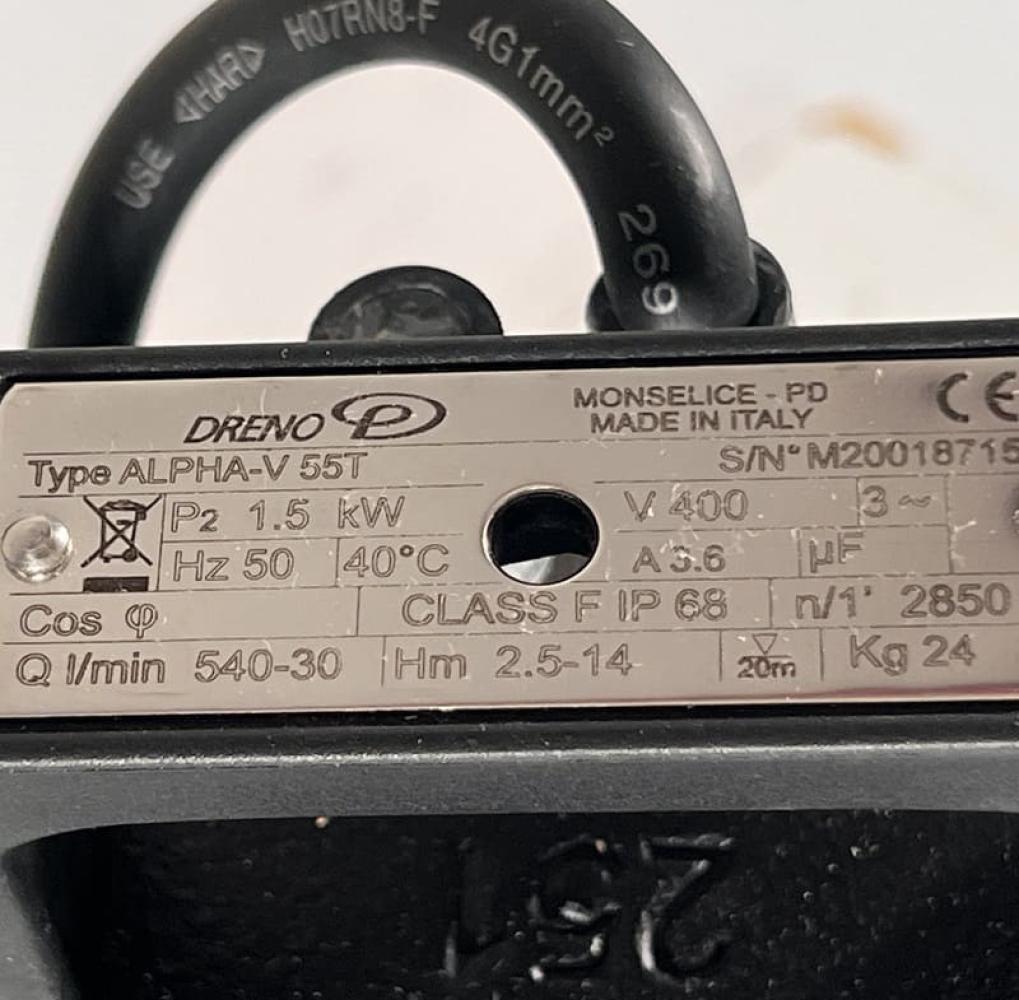 USE <HAR> H07RN8-F 4G1mm² 269
DRENO
MONSELICE - PD
MADE IN ITALY
CE
Type ALPHA-V 55T
S/N° M20018715
P2 1.5 kW
V 400
3 ~
Hz 50
40°C
A 3.6
µF
Cos φ
CLASS F IP 68
n/1' 2850
Q l/min 540-30
Hm 2.5-14
20m
Kg 24